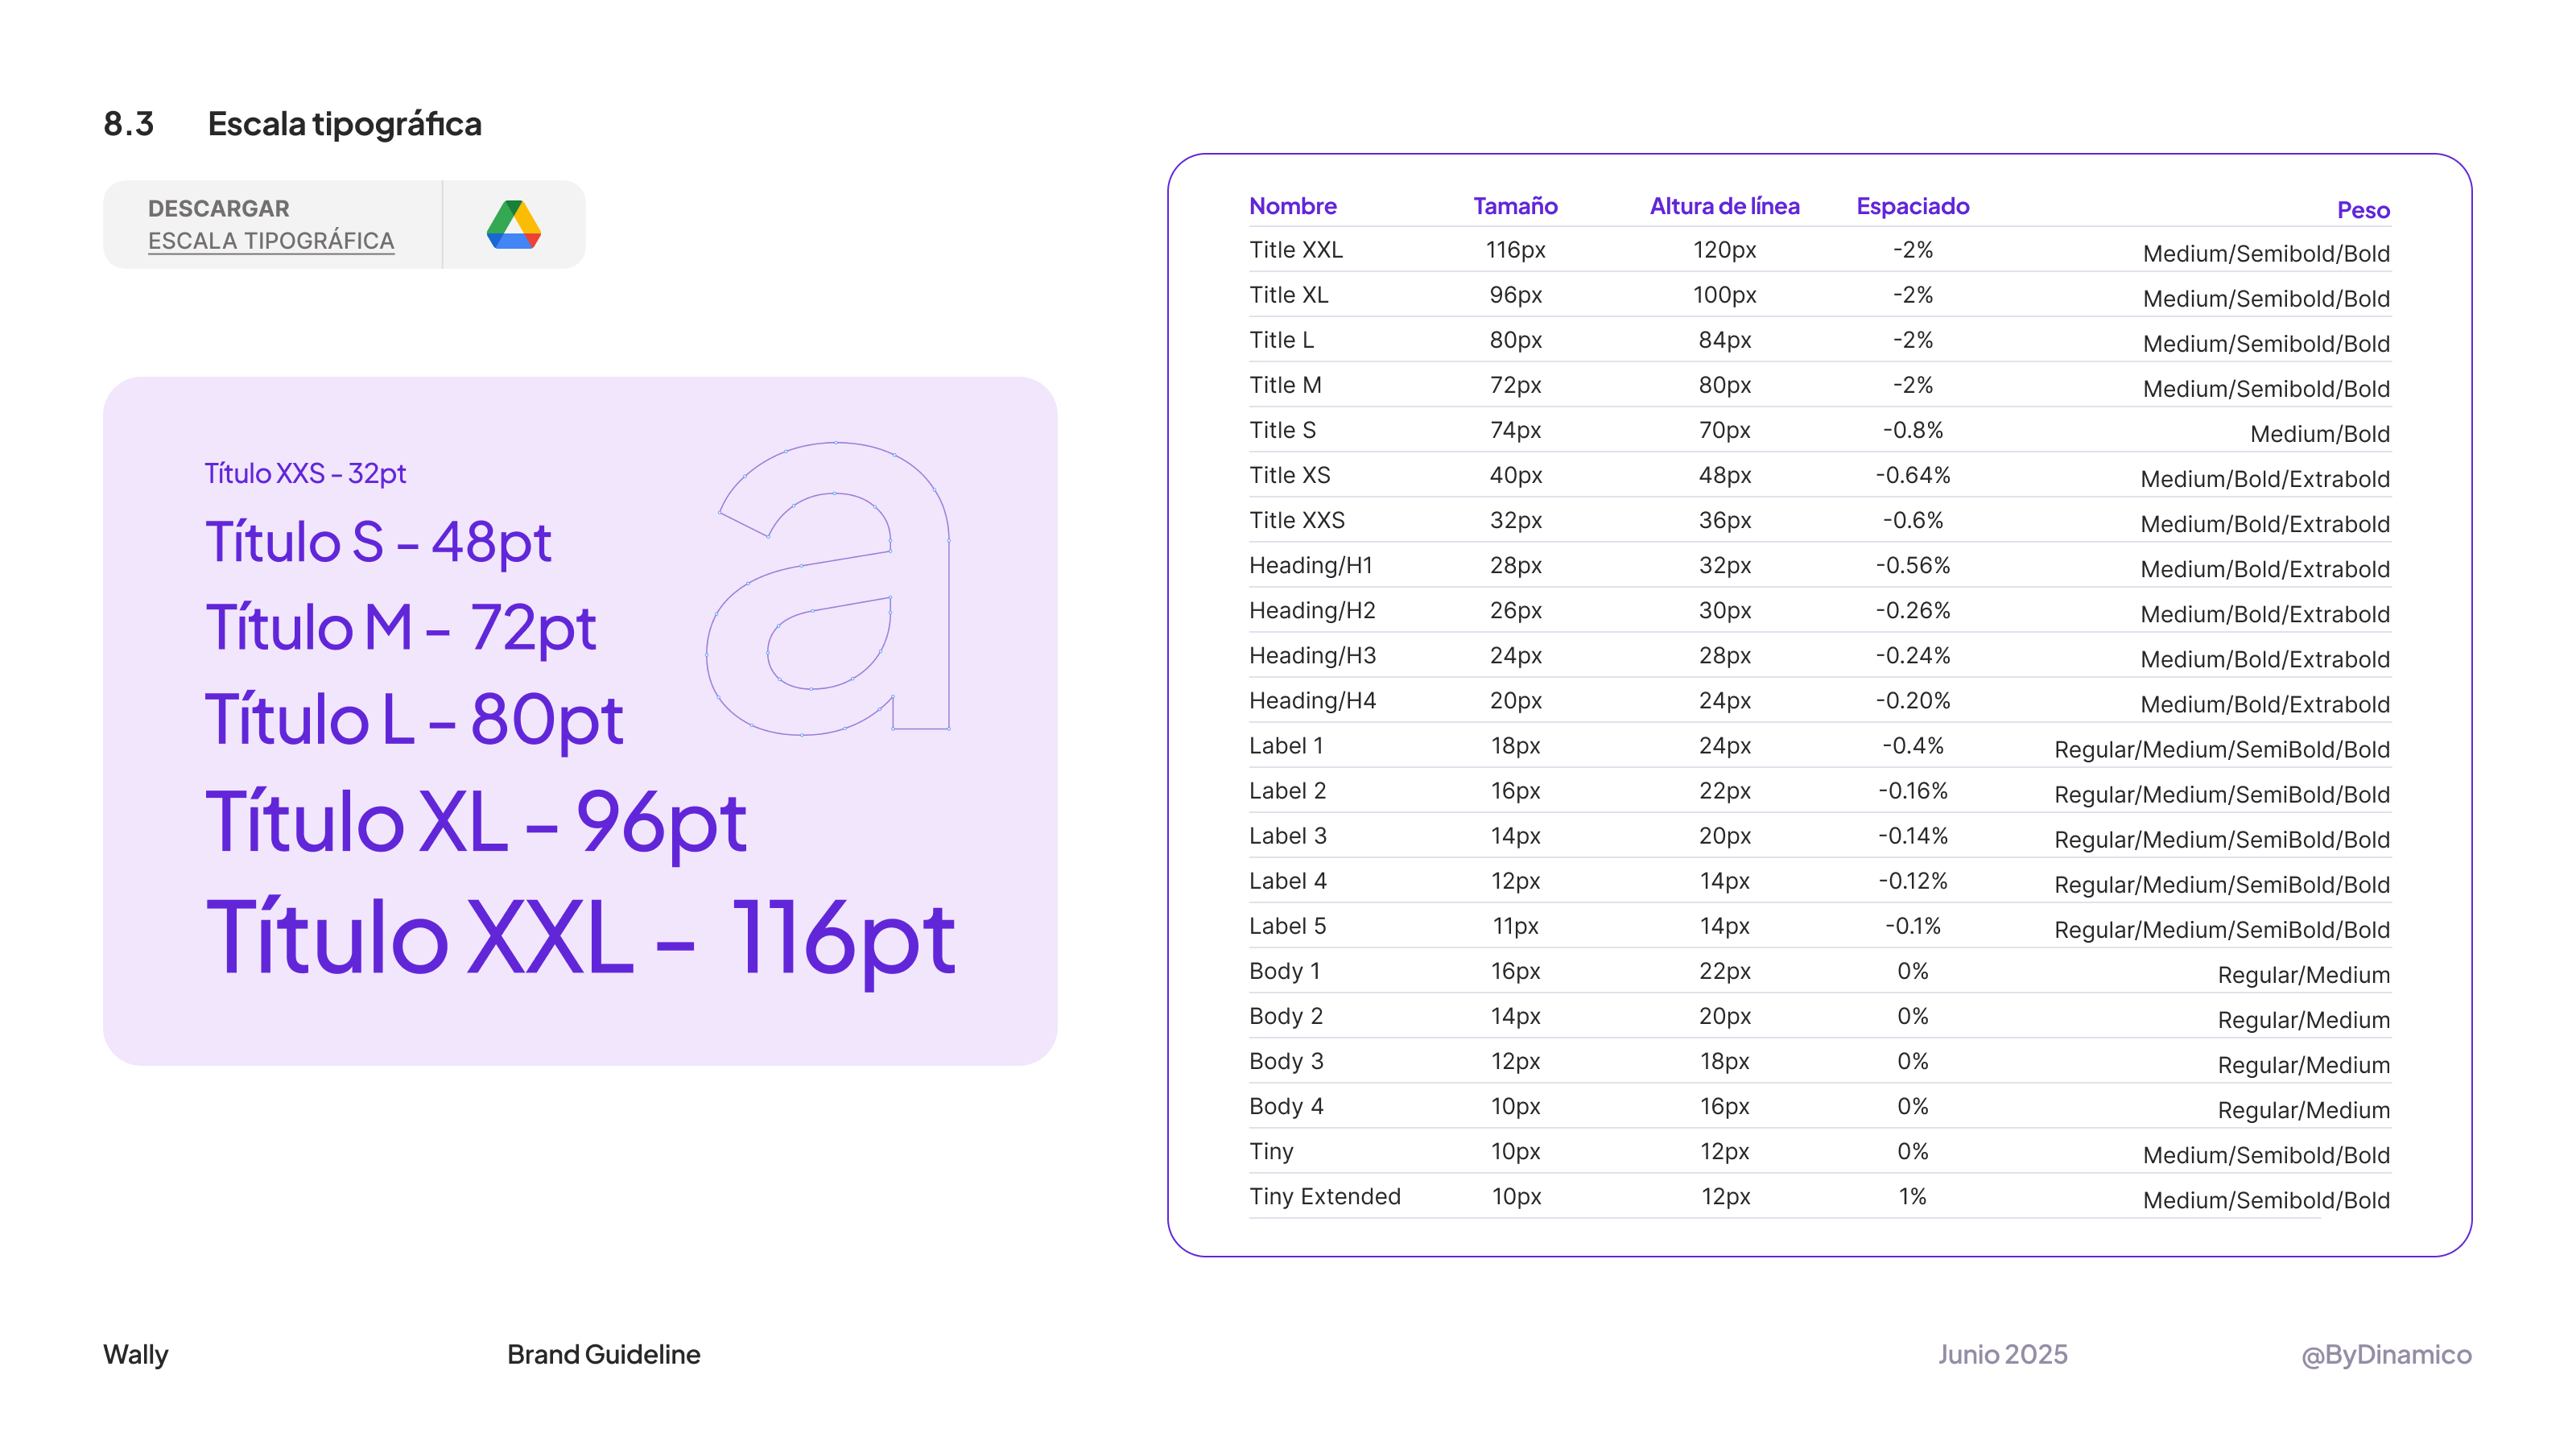 8.3 Escala tipográfica
DESCARGAR
ESCALA TIPOGRÁFICA
Título XXS - 32pt
Título S - 48pt
Título M - 72pt
Título L - 80pt
Título XL - 96pt
Título XXL - 116pt
a
Nombre Tamaño Altura de línea Espaciado Peso
Title XXL 116px 120px -2% Medium/Semibold/Bold
Title XL 96px 100px -2% Medium/Semibold/Bold
Title L 80px 84px -2% Medium/Semibold/Bold
Title M 72px 80px -2% Medium/Semibold/Bold
Title S 74px 70px -0.8% Medium/Bold
Title XS 40px 48px -0.64% Medium/Bold/Extrabold
Title XXS 32px 36px -0.6% Medium/Bold/Extrabold
Heading/H1 28px 32px -0.56% Medium/Bold/Extrabold
Heading/H2 26px 30px -0.26% Medium/Bold/Extrabold
Heading/H3 24px 28px -0.24% Medium/Bold/Extrabold
Heading/H4 20px 24px -0.20% Medium/Bold/Extrabold
Label 1 18px 24px -0.4% Regular/Medium/SemiBold/Bold
Label 2 16px 22px -0.16% Regular/Medium/SemiBold/Bold
Label 3 14px 20px -0.14% Regular/Medium/SemiBold/Bold
Label 4 12px 14px -0.12% Regular/Medium/SemiBold/Bold
Label 5 11px 14px -0.1% Regular/Medium/SemiBold/Bold
Body 1 16px 22px 0% Regular/Medium
Body 2 14px 20px 0% Regular/Medium
Body 3 12px 18px 0% Regular/Medium
Body 4 10px 16px 0% Regular/Medium
Tiny 10px 12px 0% Medium/Semibold/Bold
Tiny Extended 10px 12px 1% Medium/Semibold/Bold
Wally Brand Guideline Junio 2025 @ByDinamico